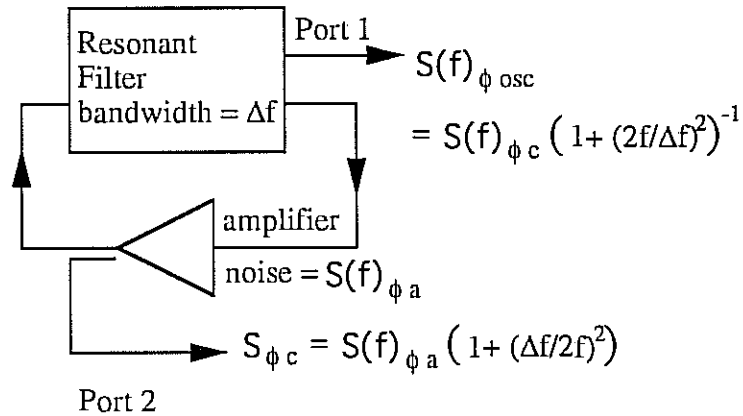 Port 1
Resonant
Filter
bandwidth = Δf
S(f) ϕ osc
= S(f) ϕ c ( 1+ (2f/Δf)²)⁻¹
amplifier
noise = S(f) ϕ a
S ϕ c = S(f) ϕ a ( 1+ (Δf/2f)²)
Port 2